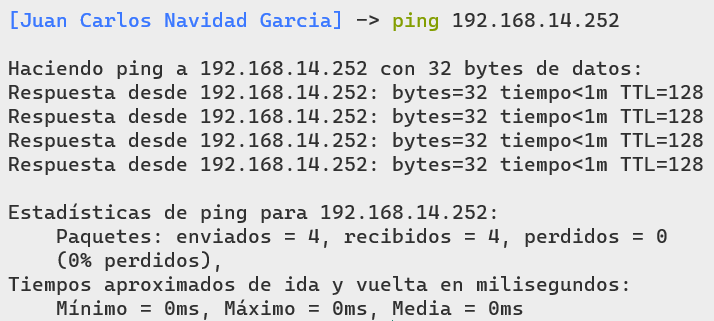 [Juan Carlos Navidad Garcia] -> ping 192.168.14.252
Haciendo ping a 192.168.14.252 con 32 bytes de datos:
Respuesta desde 192.168.14.252: bytes=32 tiempo<1m TTL=128
Respuesta desde 192.168.14.252: bytes=32 tiempo<1m TTL=128
Respuesta desde 192.168.14.252: bytes=32 tiempo<1m TTL=128
Respuesta desde 192.168.14.252: bytes=32 tiempo<1m TTL=128
Estadísticas de ping para 192.168.14.252:
Paquetes: enviados = 4, recibidos = 4, perdidos = 0
(0% perdidos),
Tiempos aproximados de ida y vuelta en milisegundos:
Mínimo = 0ms, Máximo = 0ms, Media = 0ms